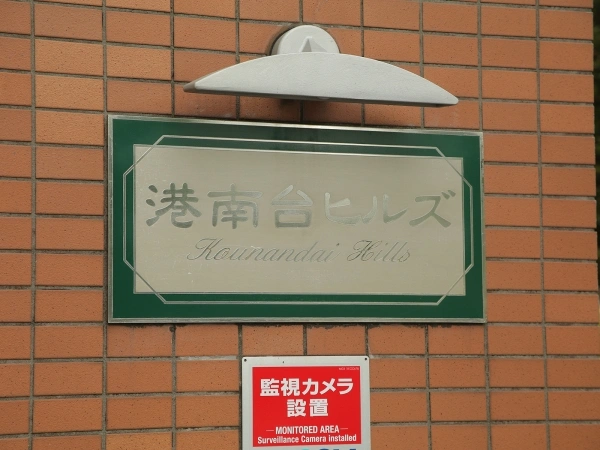 港南台ヒルズ
Kounandai Hills
監視カメラ
設置
—MONITORED AREA—
Surveillance Camera installed